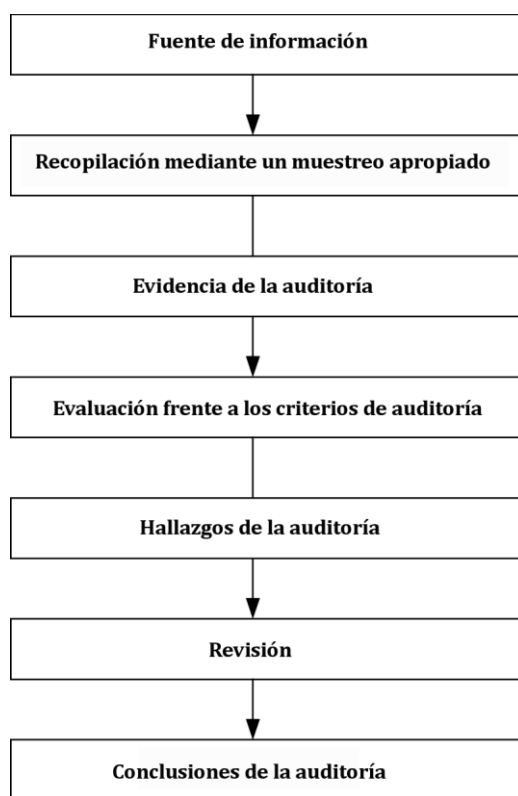 Fuente de información
Recopilación mediante un muestreo apropiado
Evidencia de la auditoría
Evaluación frente a los criterios de auditoría
Hallazgos de la auditoría
Revisión
Conclusiones de la auditoría